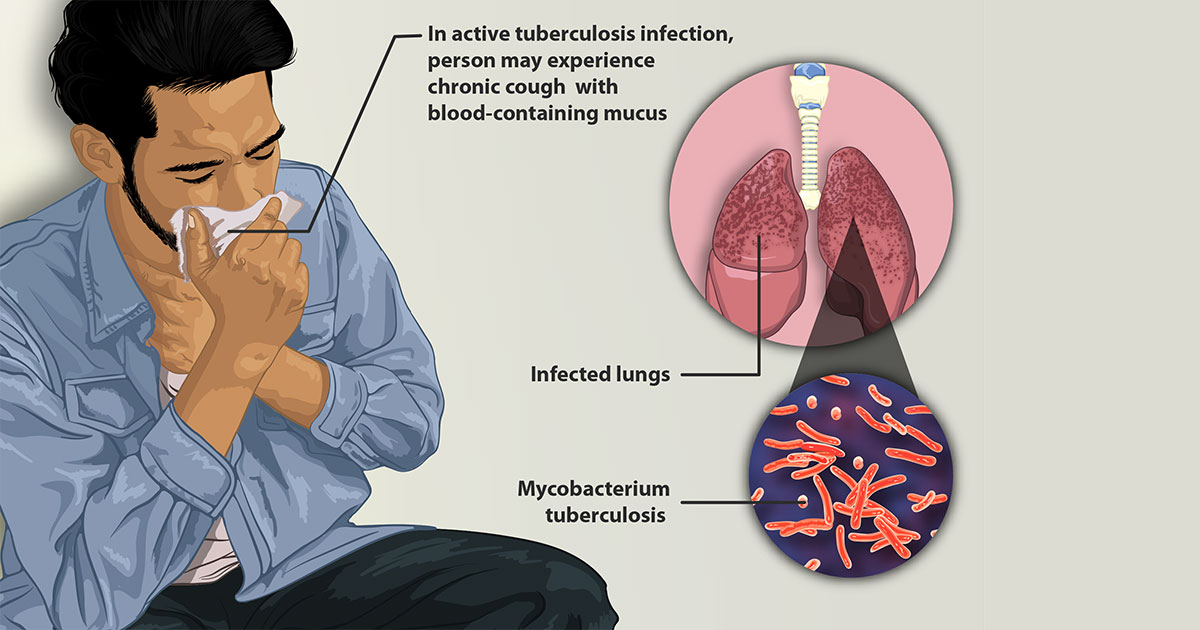 In active tuberculosis infection,
person may experience
chronic cough with
blood-containing mucus
Infected lungs
Mycobacterium
tuberculosis